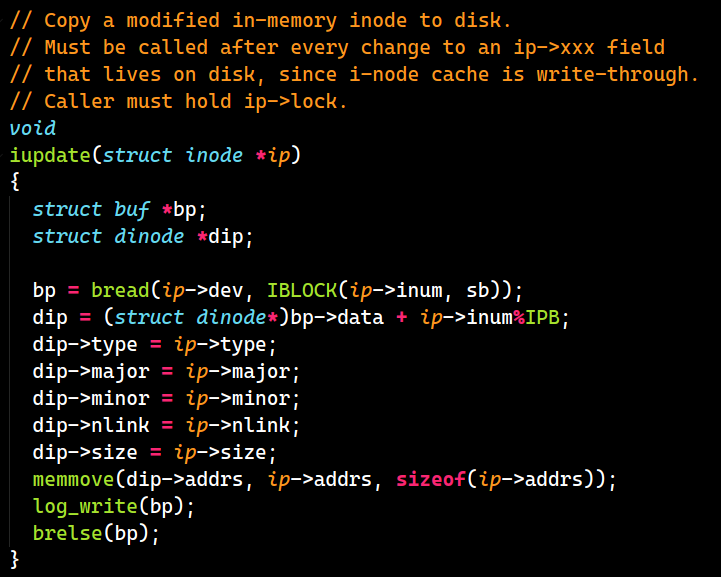 // Copy a modified in-memory inode to disk.
// Must be called after every change to an ip->xxx field
// that lives on disk, since i-node cache is write-through.
// Caller must hold ip->lock.
void
iupdate(struct inode *ip)
{
  struct buf *bp;
  struct dinode *dip;

  bp = bread(ip->dev, IBLOCK(ip->inum, sb));
  dip = (struct dinode*)bp->data + ip->inum%IPB;
  dip->type = ip->type;
  dip->major = ip->major;
  dip->minor = ip->minor;
  dip->nlink = ip->nlink;
  dip->size = ip->size;
  memmove(dip->addrs, ip->addrs, sizeof(ip->addrs));
  log_write(bp);
  brelse(bp);
}